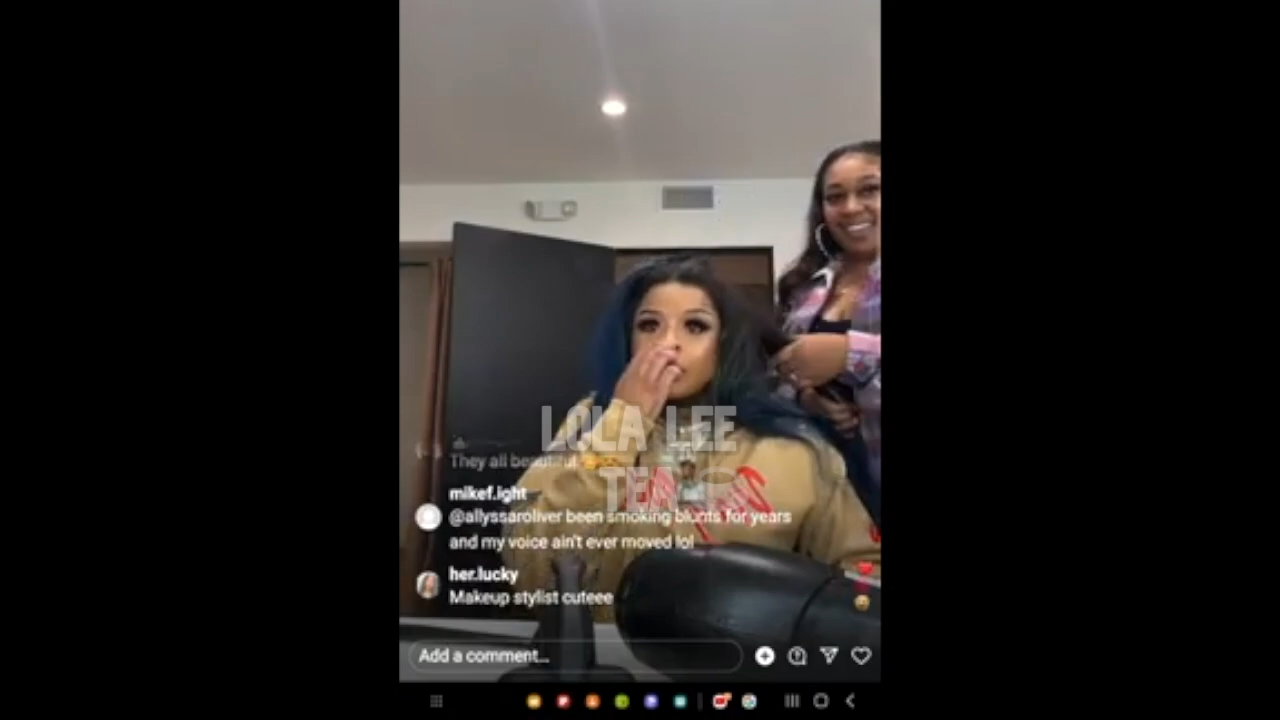 LOLA LEE
TEA
They all beautiful
mikef.ight
@allyssaroliver been smoking blunts for years
and my voice ain't ever moved lol
her.lucky
Makeup stylist cuteee
Add a comment...